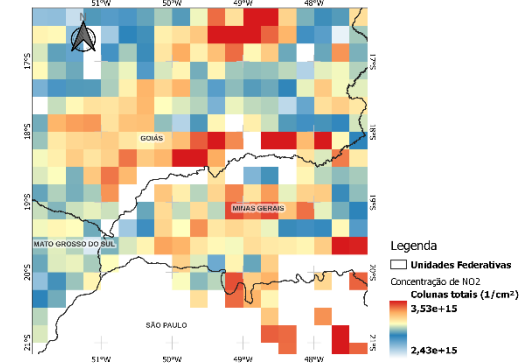 N
51°W 50°W 49°W 48°W
17°S 17°S
18°S 18°S
GOIÁS
19°S 19°S
MINAS GERAIS
MATO GROSSO DO SUL
20°S 20°S
SÃO PAULO
21°S 21°S
51°W 50°W 49°W 48°W
Legenda
Unidades Federativas
Concentração de NO2
Colunas totais (1/cm²)
3,53e+15
2,43e+15